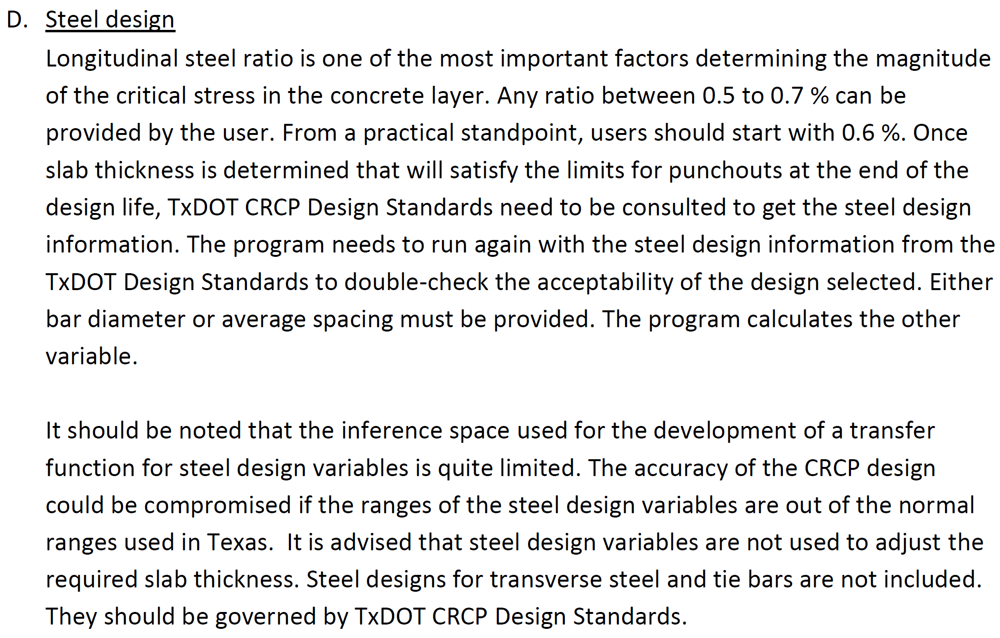 D. Steel design
Longitudinal steel ratio is one of the most important factors determining the magnitude
of the critical stress in the concrete layer. Any ratio between 0.5 to 0.7 % can be
provided by the user. From a practical standpoint, users should start with 0.6 %. Once
slab thickness is determined that will satisfy the limits for punchouts at the end of the
design life, TxDOT CRCP Design Standards need to be consulted to get the steel design
information. The program needs to run again with the steel design information from the
TxDOT Design Standards to double-check the acceptability of the design selected. Either
bar diameter or average spacing must be provided. The program calculates the other
variable.
It should be noted that the inference space used for the development of a transfer
function for steel design variables is quite limited. The accuracy of the CRCP design
could be compromised if the ranges of the steel design variables are out of the normal
ranges used in Texas.  It is advised that steel design variables are not used to adjust the
required slab thickness. Steel designs for transverse steel and tie bars are not included.
They should be governed by TxDOT CRCP Design Standards.